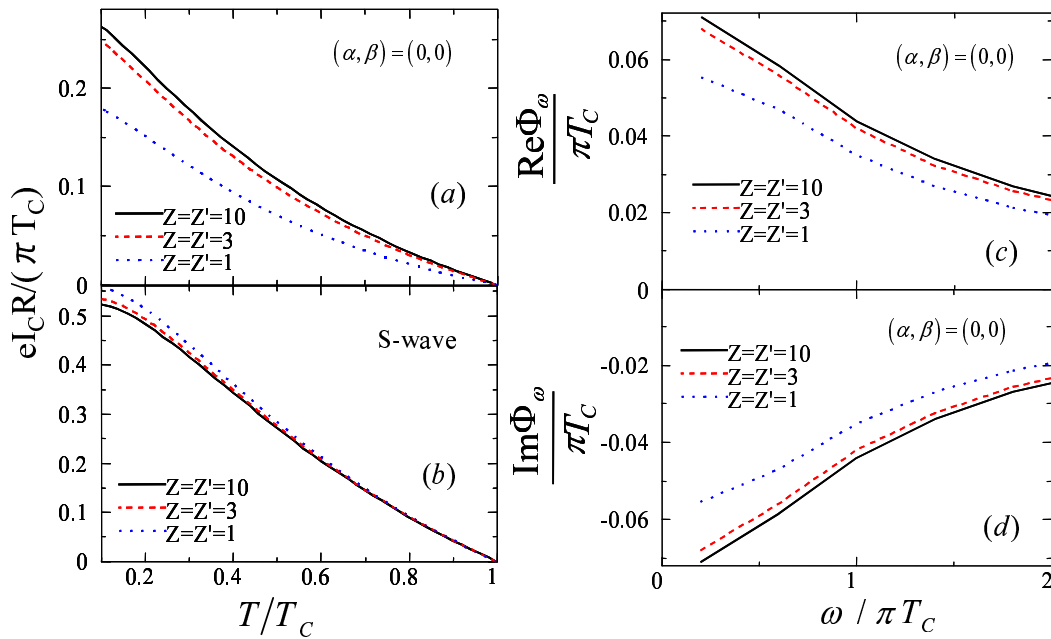 eI_C R/(π T_C)
0.2
0.1
0
(α, β) = (0,0)
(a)
Z=Z'=10
Z=Z'=3
Z=Z'=1
0.5
0.4
0.3
0.2
0.1
0
S-wave
(b)
Z=Z'=10
Z=Z'=3
Z=Z'=1
0.2
0.4
0.6
0.8
1
T/T_C
ReΦ_ω
πT_C
0.06
0.04
0.02
0
(α, β) = (0,0)
Z=Z'=10
Z=Z'=3
Z=Z'=1
(c)
ImΦ_ω
πT_C
-0.02
-0.04
-0.06
(α, β) = (0,0)
Z=Z'=10
Z=Z'=3
Z=Z'=1
(d)
0
1
2
ω / π T_C